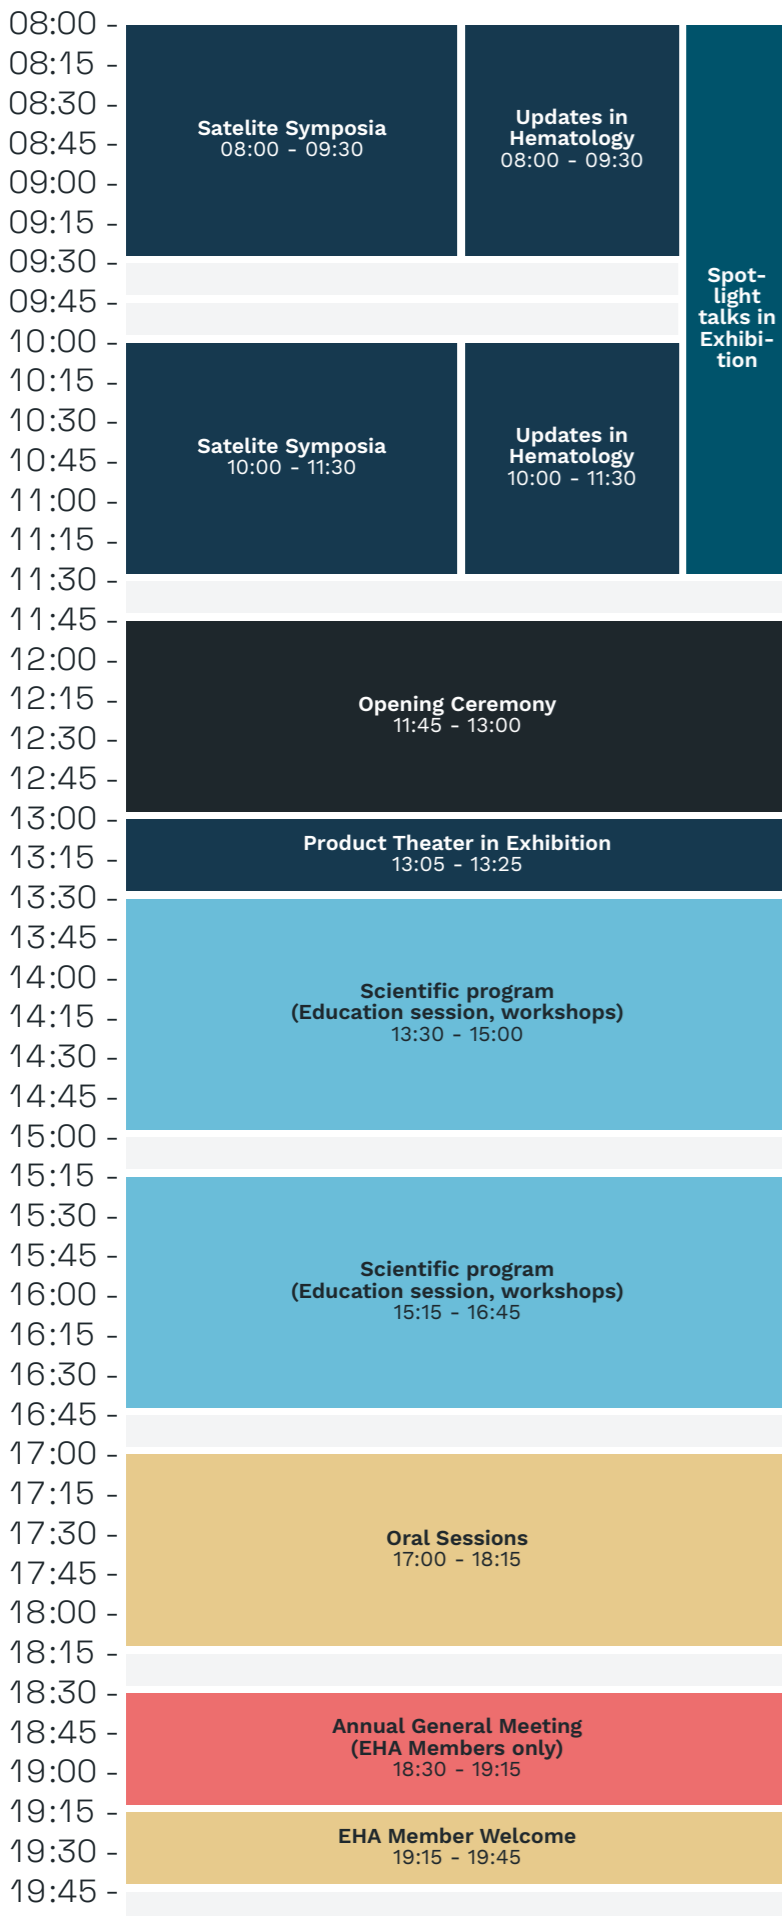 08:00 -
08:15 -
08:30 -
08:45 -
09:00 -
09:15 -
09:30 -
09:45 -
10:00 -
10:15 -
10:30 -
10:45 -
11:00 -
11:15 -
11:30 -
11:45 -
12:00 -
12:15 -
12:30 -
12:45 -
13:00 -
13:15 -
13:30 -
13:45 -
14:00 -
14:15 -
14:30 -
14:45 -
15:00 -
15:15 -
15:30 -
15:45 -
16:00 -
16:15 -
16:30 -
16:45 -
17:00 -
17:15 -
17:30 -
17:45 -
18:00 -
18:15 -
18:30 -
18:45 -
19:00 -
19:15 -
19:30 -
19:45 -
Satelite Symposia
08:00 - 09:30
Updates in
Hematology
08:00 - 09:30
Spot-
light
talks in
Exhibi-
tion
Satelite Symposia
10:00 - 11:30
Updates in
Hematology
10:00 - 11:30
Opening Ceremony
11:45 - 13:00
Product Theater in Exhibition
13:05 - 13:25
Scientific program
(Education session, workshops)
13:30 - 15:00
Scientific program
(Education session, workshops)
15:15 - 16:45
Oral Sessions
17:00 - 18:15
Annual General Meeting
(EHA Members only)
18:30 - 19:15
EHA Member Welcome
19:15 - 19:45